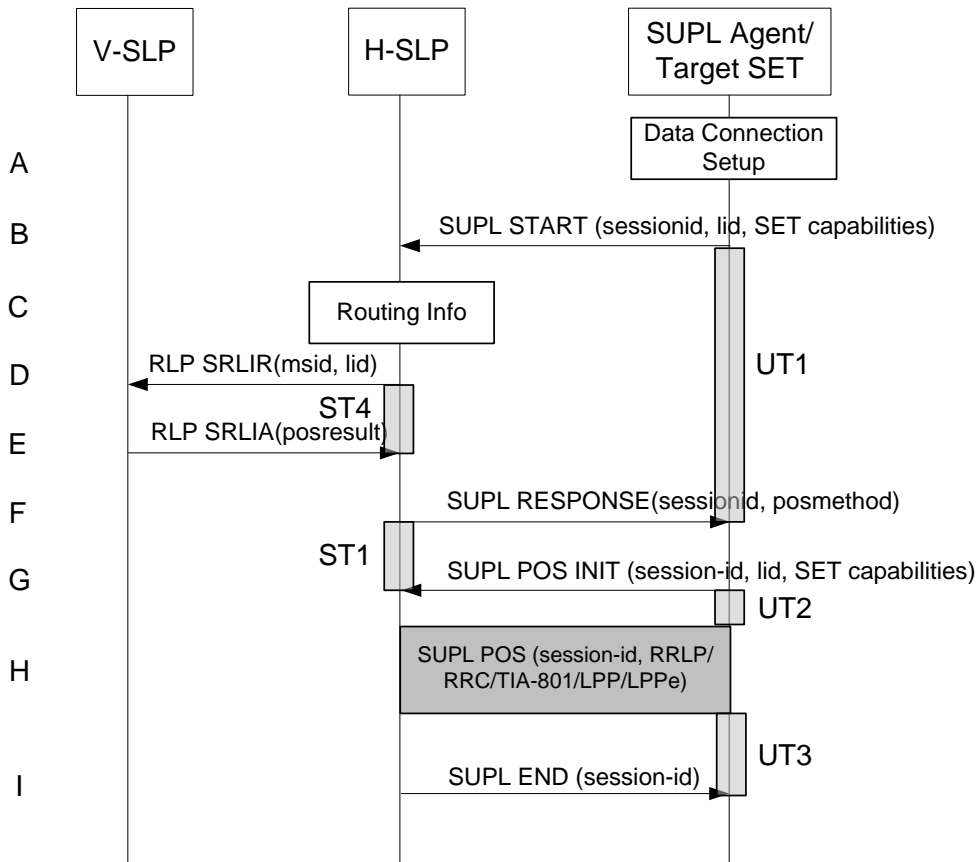 V-SLP
H-SLP
SUPL Agent/
Target SET
A
Data Connection
Setup
B
SUPL START (sessionid, lid, SET capabilities)
C
Routing Info
D
RLP SRLIR(msid, lid)
UT1
ST4
E
RLP SRLIA(posresult)
F
SUPL RESPONSE(sessionid, posmethod)
ST1
G
SUPL POS INIT (session-id, lid, SET capabilities)
UT2
H
SUPL POS (session-id, RRLP/
RRC/TIA-801/LPP/LPPe)
UT3
I
SUPL END (session-id)